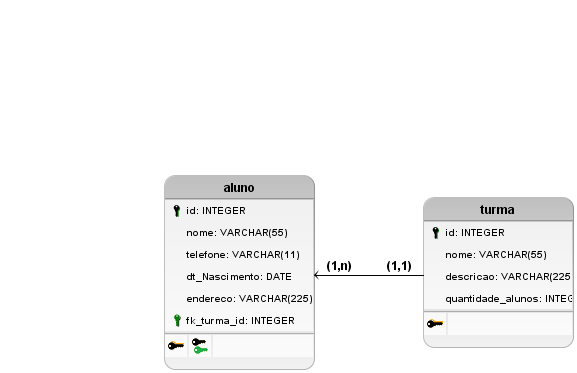 aluno
id: INTEGER
nome: VARCHAR(55)
telefone: VARCHAR(11)
dt_Nascimento: DATE
endereco: VARCHAR(225)
fk_turma_id: INTEGER
(1,n) (1,1)
turma
id: INTEGER
nome: VARCHAR(55)
descricao: VARCHAR(225
quantidade_alunos: INTEG